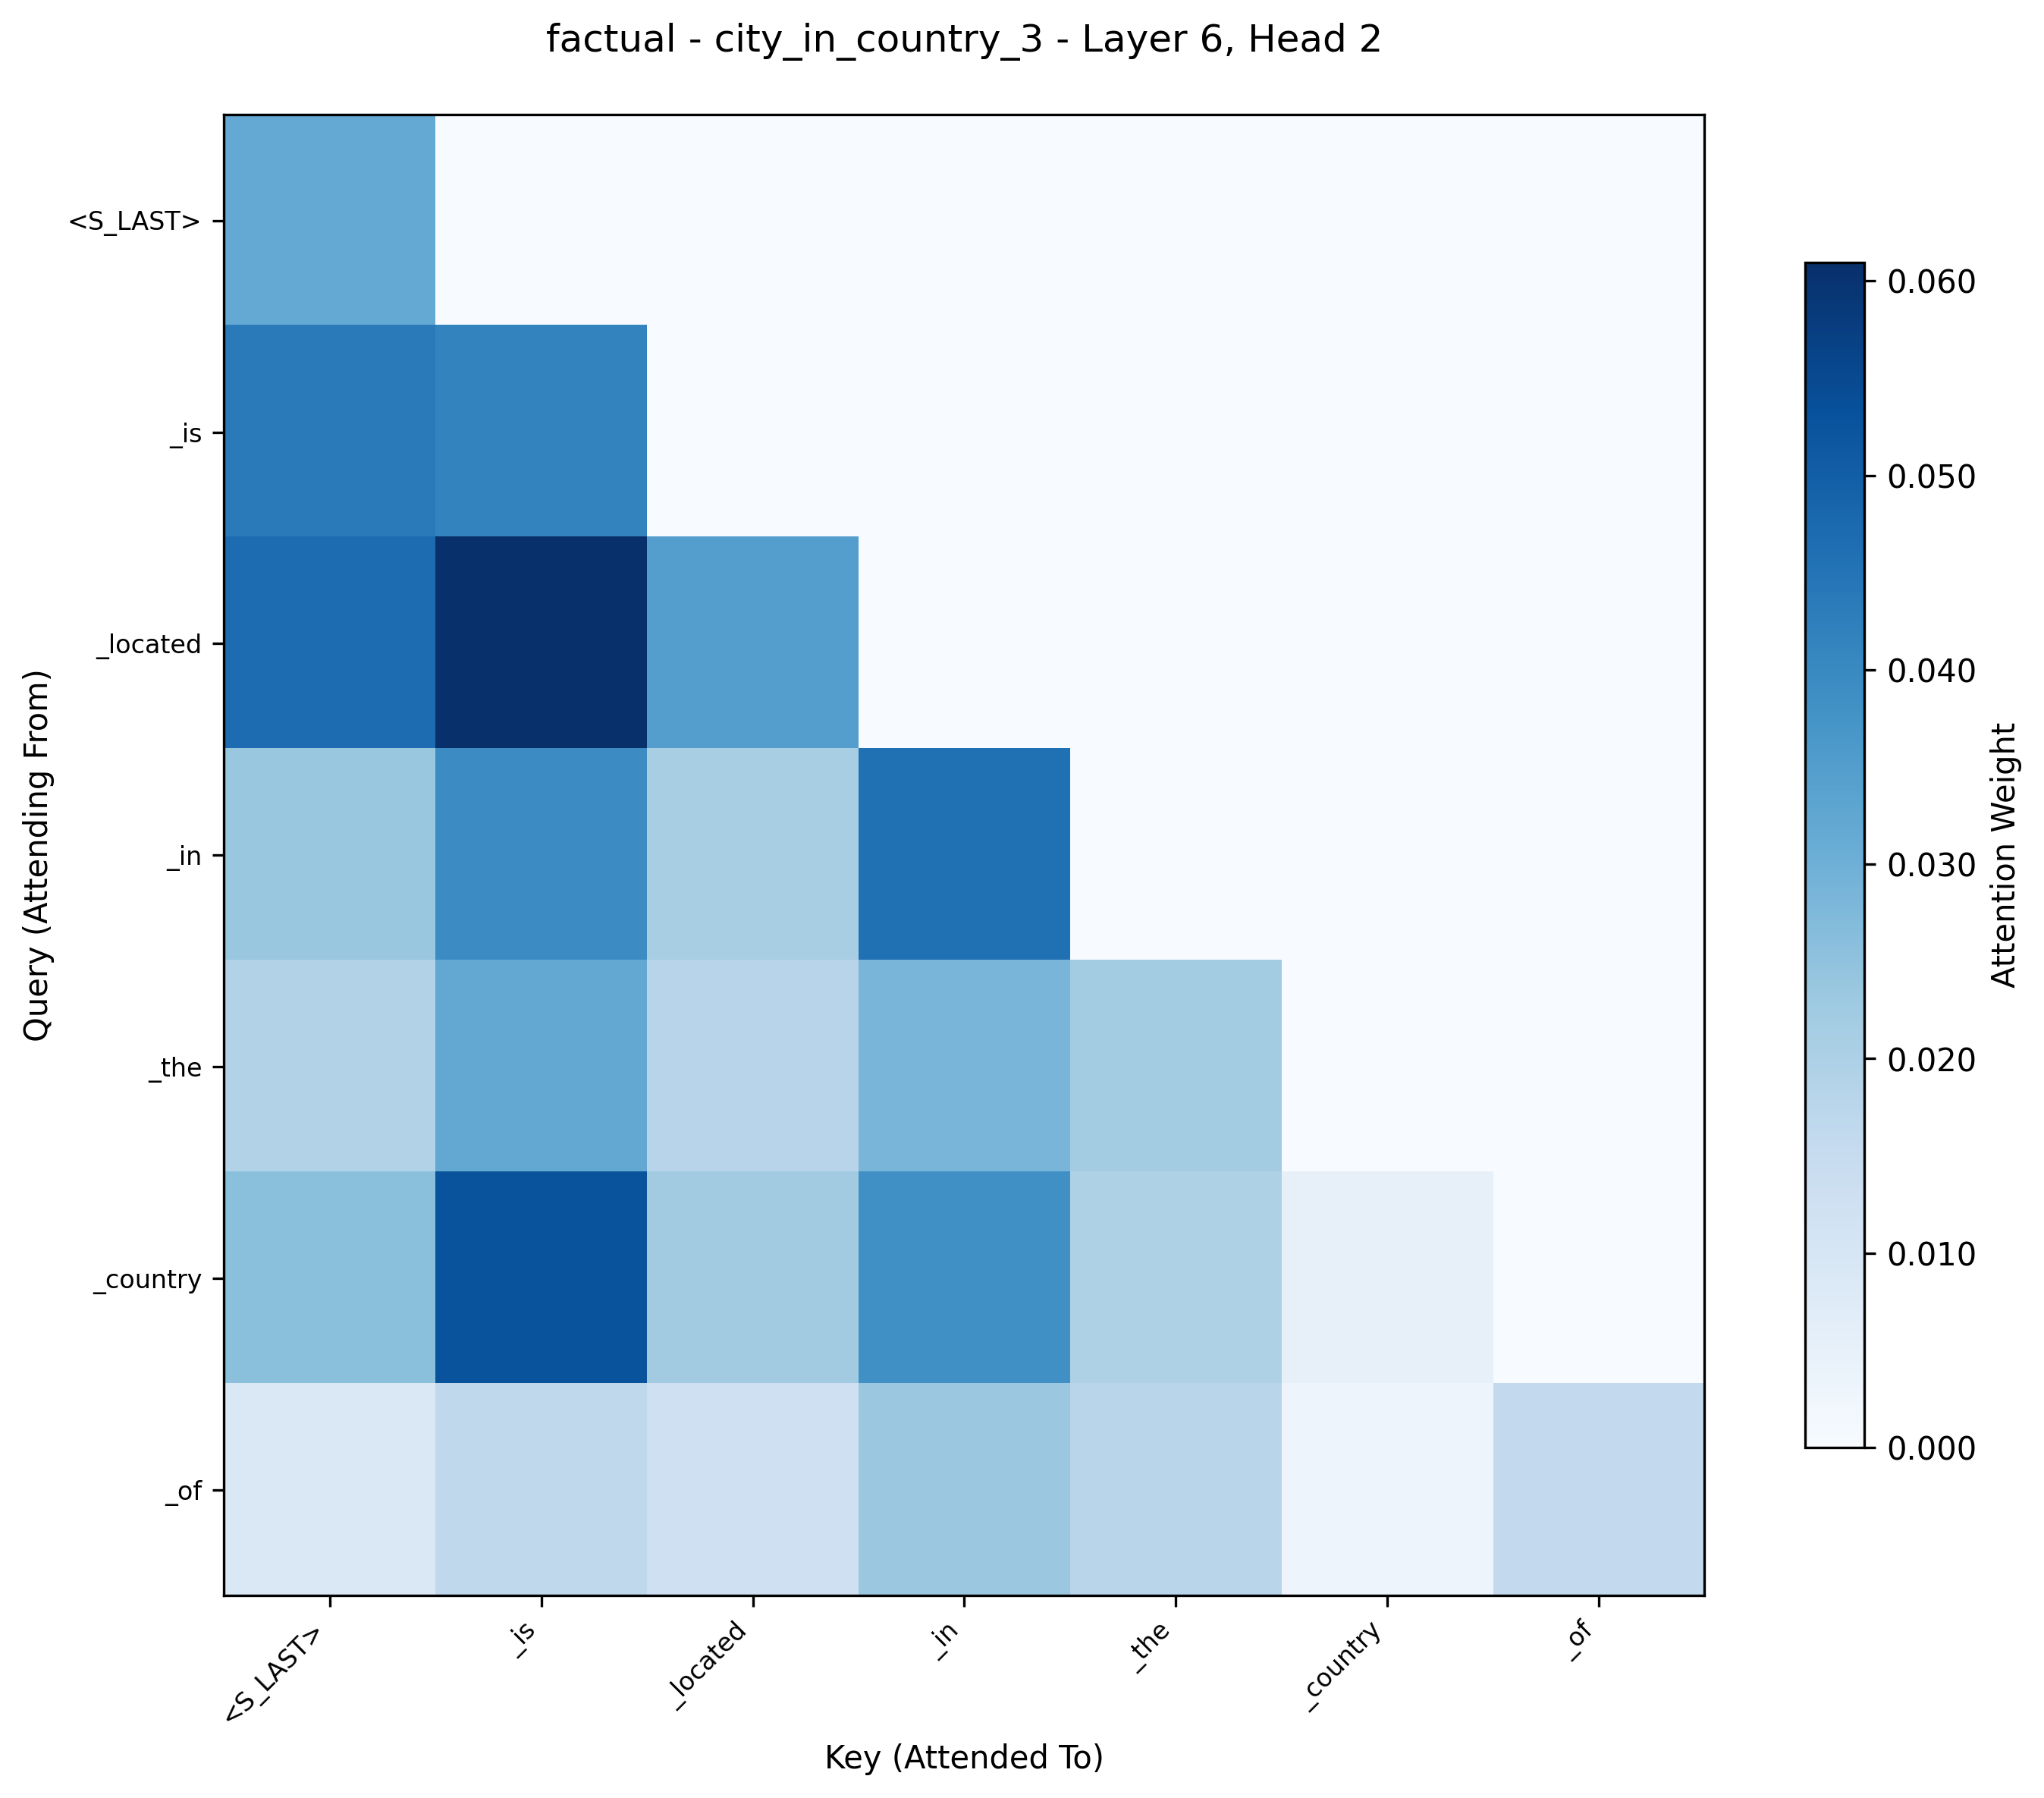 factual - city_in_country_3 - Layer 6, Head 2
Query (Attending From)
<S_LAST>
_is
_located
_in
_the
_country
_of
<S_LAST>
_is
_located
_in
_the
_country
_of
Key (Attended To)
0.060
0.050
0.040
0.030
0.020
0.010
0.000
Attention Weight